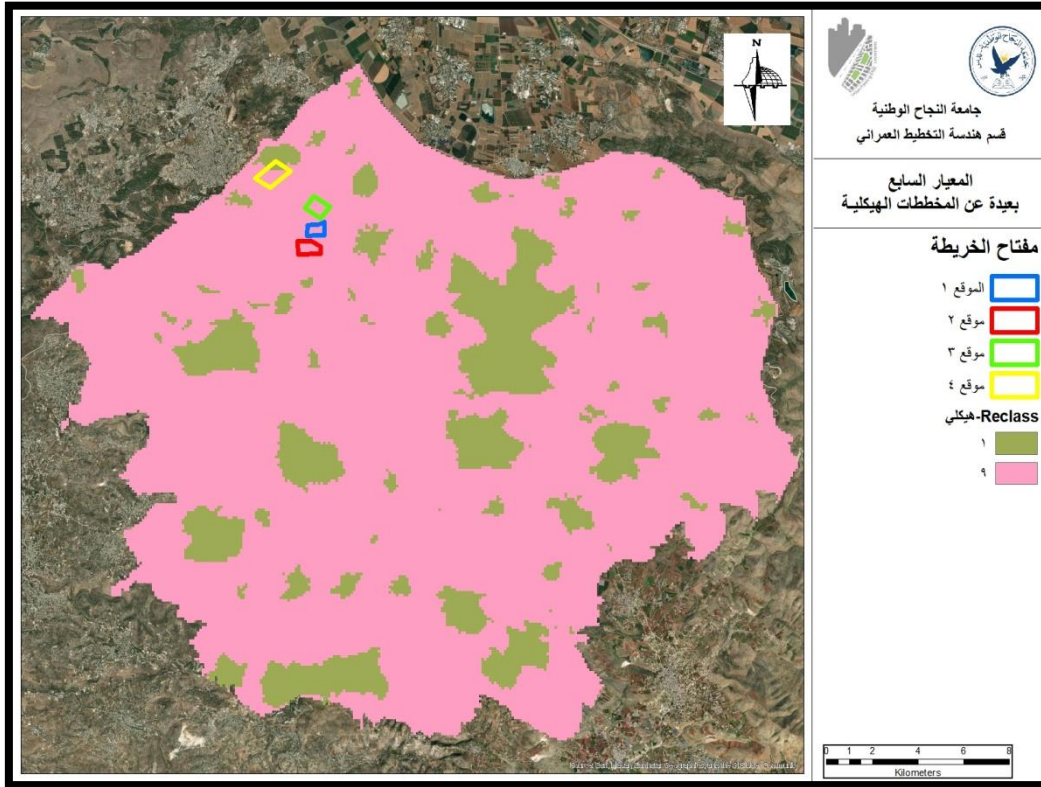 N
جامعة النجاح الوطنية
قسم هندسة التخطيط العمراني
المعيار السابع
بعيدة عن المخططات الهيكلية
مفتاح الخريطة
الموقع ١
موقع ٢
موقع ٣
موقع ٤
Reclass-هيكلي
١
٩
0 1 2 4 6 8
Kilometers